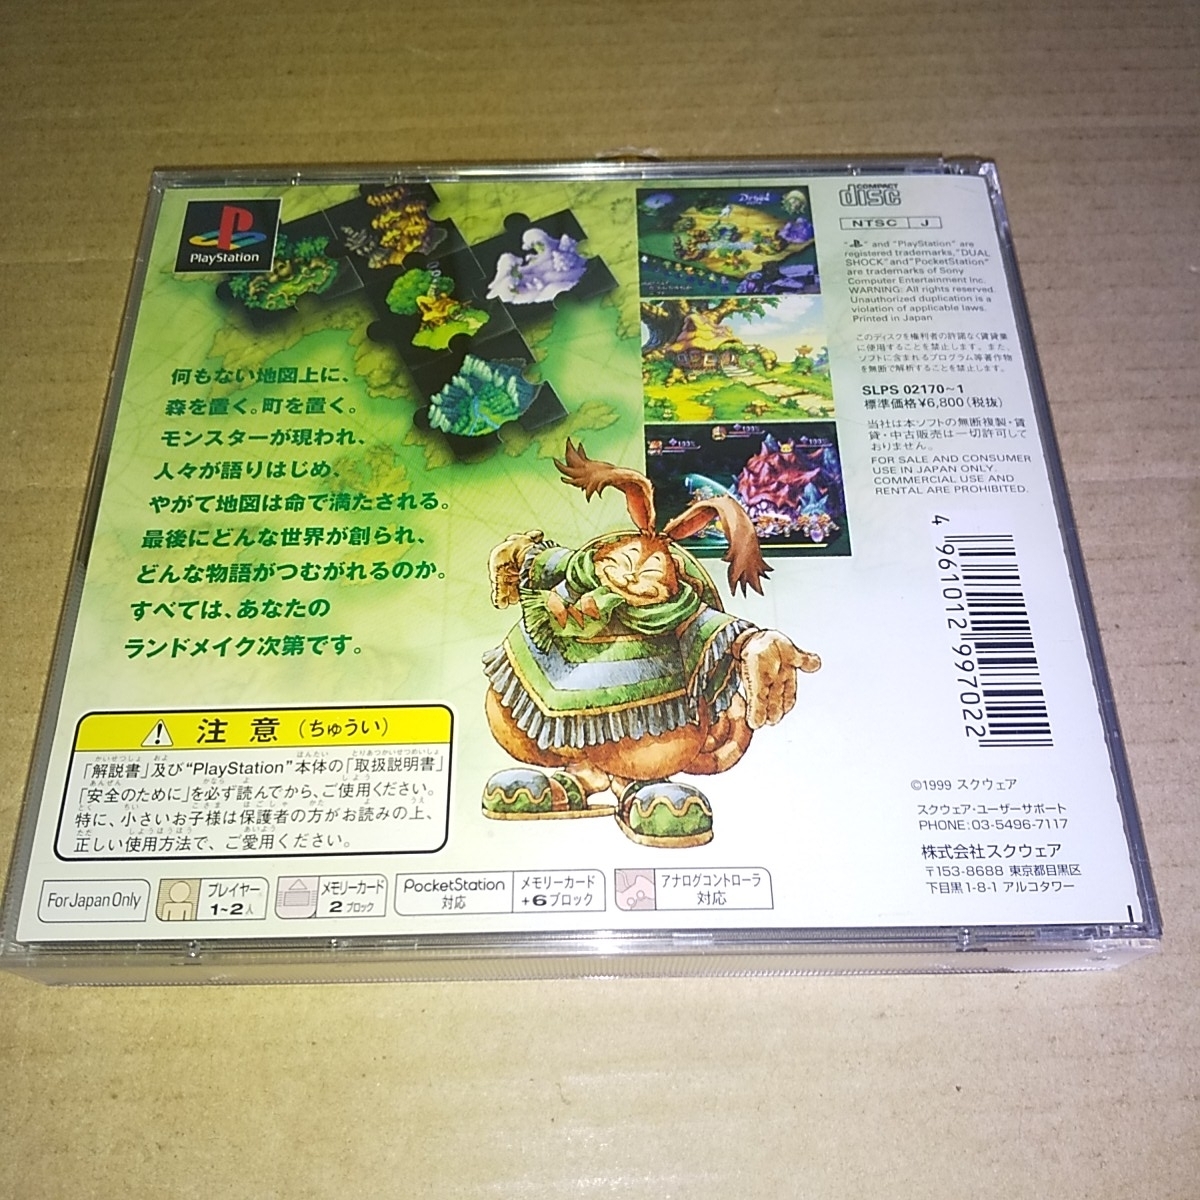 PlayStation
何もない地図上に、
森を置く。町を置く。
モンスターが現われ、
人々が語りはじめ、
やがて地図は命で満たされる。
最後にどんな世界が創られ、
どんな物語がつむがれるのか。
すべては、あなたの
ランドメイク次第です。
COMPACT
disc
NTSC J
"PS" and "PlayStation" are
registered trademarks, "DUAL
SHOCK" and "PocketStation"
are trademarks of Sony
Computer Entertainment Inc.
WARNING: All rights reserved.
Unauthorized duplication is a
violation of applicable laws.
Printed in Japan
このディスクを権利者の許諾なく賃貸業
に使用することを禁止します。また、
ソフトに含まれるプログラム等著作物
を無断で解析することを禁止します。
SLPS 02170~1
標準価格¥6,800(税抜)
当社は本ソフトの無断複製・賃
貸・中古販売は一切許可して
おりません。
FOR SALE AND CONSUMER
USE IN JAPAN ONLY.
COMMERCIAL USE AND
RENTAL ARE PROHIBITED.
4 961012 997022
©1999 スクウェア
スクウェア・ユーザーサポート
PHONE: 03-5496-7117
株式会社スクウェア
〒153-8688 東京都目黒区
下目黒1-8-1 アルコタワー
注 意 (ちゅうい)
「解説書」及び"PlayStation"本体の「取扱説明書」
「安全のために」を必ず読んでから、ご使用ください。
特に、小さいお子様は保護者の方がお読みの上、
正しい使用方法で、ご愛用ください。
For Japan Only
プレイヤー
1~2人
メモリーカード
2 ブロック
PocketStation
対応
メモリーカード
+6 ブロック
アナログコントローラ
対応